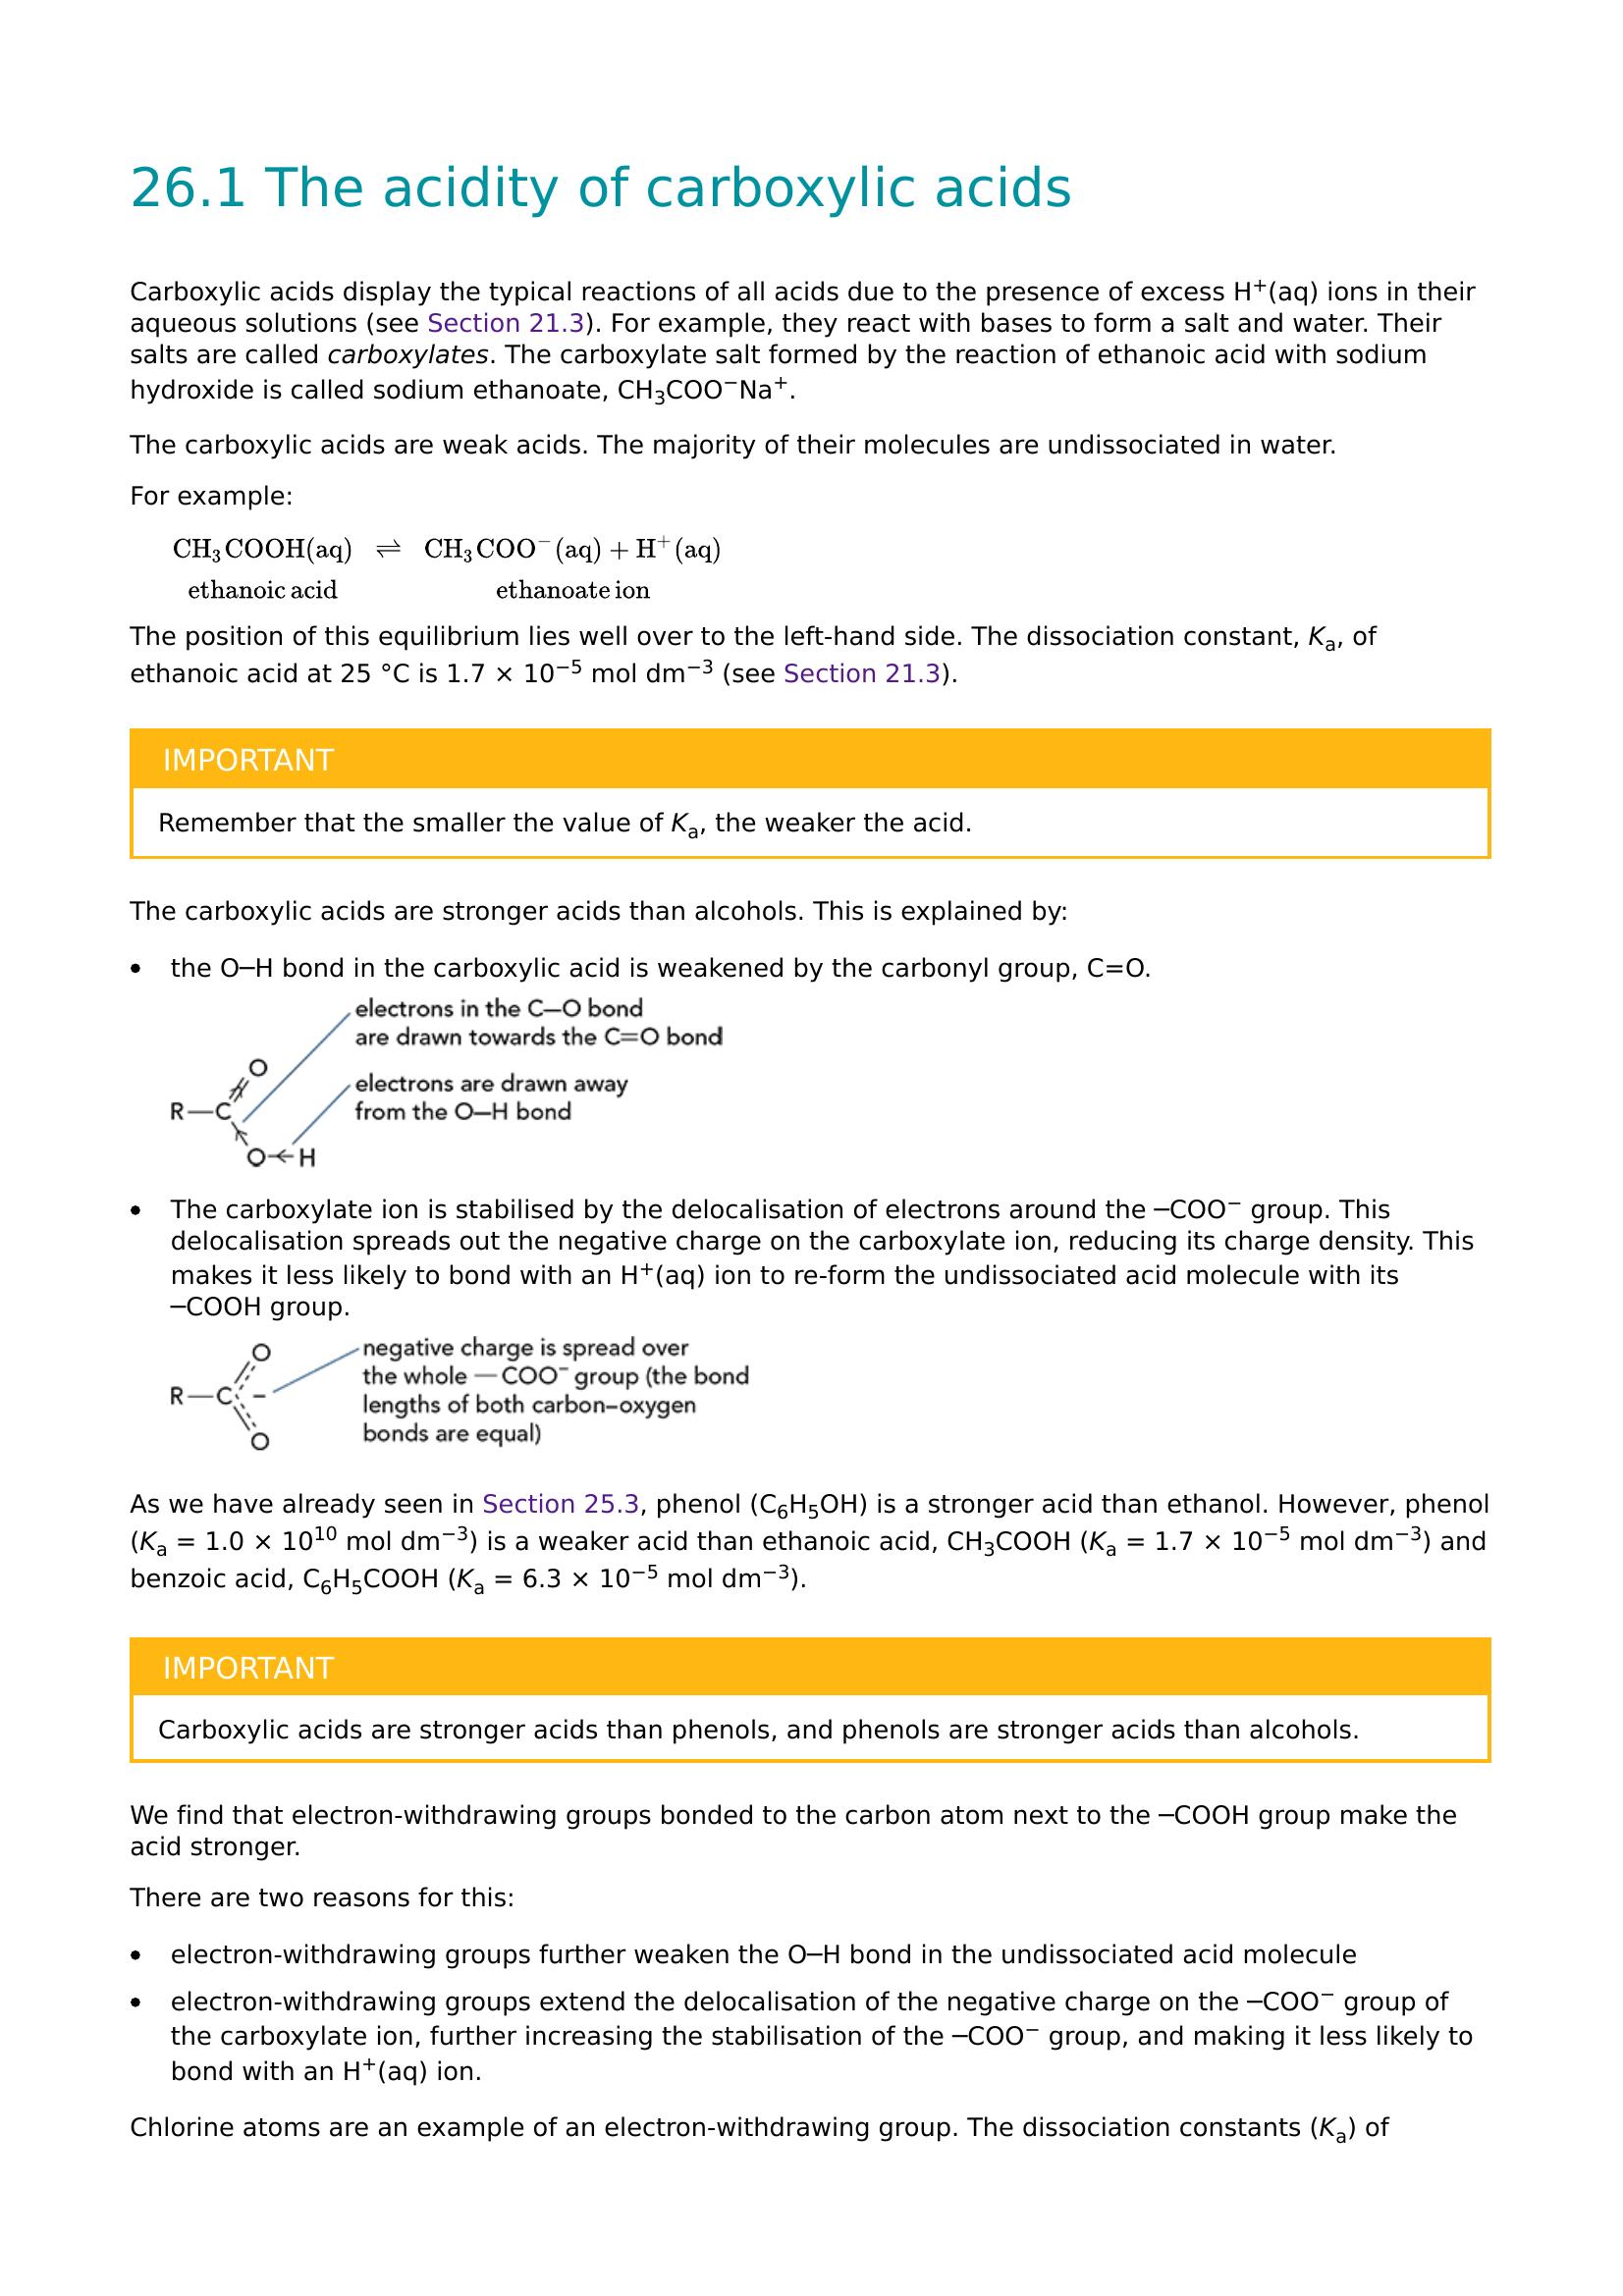 26.1 The acidity of carboxylic acids
Carboxylic acids display the typical reactions of all acids due to the presence of excess H⁺(aq) ions in their
aqueous solutions (see Section 21.3). For example, they react with bases to form a salt and water. Their
salts are called carboxylates. The carboxylate salt formed by the reaction of ethanoic acid with sodium
hydroxide is called sodium ethanoate, CH₃COO⁻Na⁺.
The carboxylic acids are weak acids. The majority of their molecules are undissociated in water.
For example:
CH₃COOH(aq) ⇌ CH₃COO⁻(aq) + H⁺(aq)
ethanoic acid ethanoate ion
The position of this equilibrium lies well over to the left-hand side. The dissociation constant, Kₐ, of
ethanoic acid at 25 °C is 1.7 × 10⁻⁵ mol dm⁻³ (see Section 21.3).
IMPORTANT
Remember that the smaller the value of Kₐ, the weaker the acid.
The carboxylic acids are stronger acids than alcohols. This is explained by:
• the O─H bond in the carboxylic acid is weakened by the carbonyl group, C=O.
electrons in the C—O bond
are drawn towards the C=O bond
O
electrons are drawn away
R—C
from the O—H bond
O H
• The carboxylate ion is stabilised by the delocalisation of electrons around the ─COO⁻ group. This
delocalisation spreads out the negative charge on the carboxylate ion, reducing its charge density. This
makes it less likely to bond with an H⁺(aq) ion to re-form the undissociated acid molecule with its
─COOH group.
O
negative charge is spread over
the whole — COO⁻ group (the bond
R—C –
lengths of both carbon–oxygen
O
bonds are equal)
As we have already seen in Section 25.3, phenol (C₆H₅OH) is a stronger acid than ethanol. However, phenol
(Kₐ = 1.0 × 10¹⁰ mol dm⁻³) is a weaker acid than ethanoic acid, CH₃COOH (Kₐ = 1.7 × 10⁻⁵ mol dm⁻³) and
benzoic acid, C₆H₅COOH (Kₐ = 6.3 × 10⁻⁵ mol dm⁻³).
IMPORTANT
Carboxylic acids are stronger acids than phenols, and phenols are stronger acids than alcohols.
We find that electron-withdrawing groups bonded to the carbon atom next to the ─COOH group make the
acid stronger.
There are two reasons for this:
• electron-withdrawing groups further weaken the O─H bond in the undissociated acid molecule
• electron-withdrawing groups extend the delocalisation of the negative charge on the ─COO⁻ group of
the carboxylate ion, further increasing the stabilisation of the ─COO⁻ group, and making it less likely to
bond with an H⁺(aq) ion.
Chlorine atoms are an example of an electron-withdrawing group. The dissociation constants (Kₐ) of